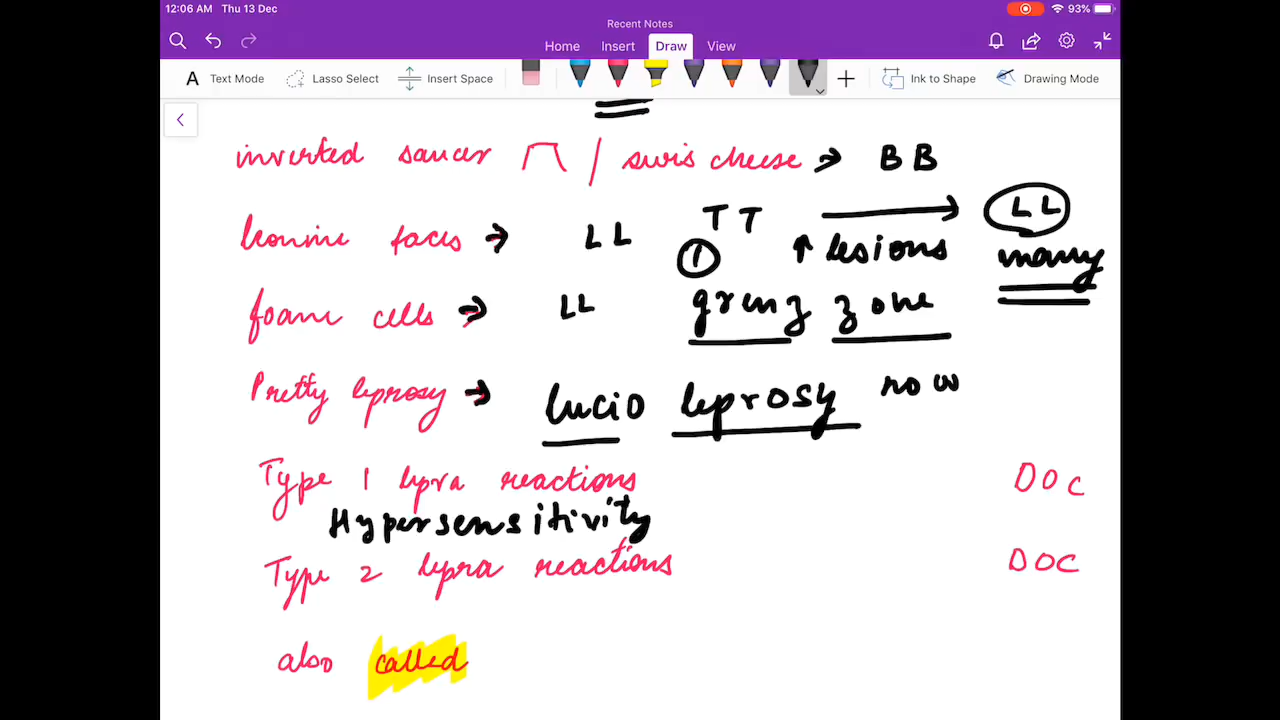 12:06 AM Thu 13 Dec 93%
Recent Notes
Home Insert Draw View
A Text Mode Lasso Select Insert Space Ink to Shape Drawing Mode
inverted saucer / swis cheese → BB
TT → LL
leonine faces → LL ① ↑ lesions many
foam cells → LL grenz zone
Pretty leprosy → lucio leprosy now
Type 1 lepra reactions DOC
Hypersensitivity
Type 2 lepra reactions DOC
also called